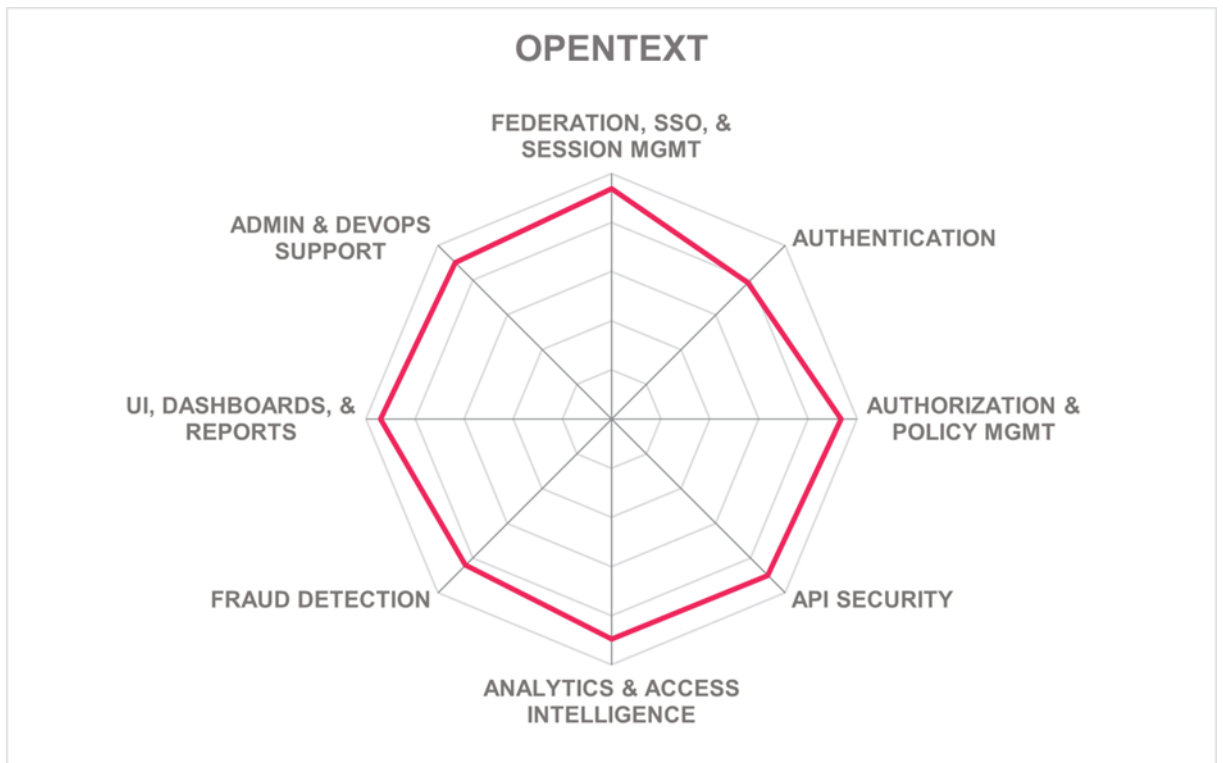 OPENTEXT
FEDERATION, SSO, &
SESSION MGMT
ADMIN & DEVOPS
SUPPORT
AUTHENTICATION
UI, DASHBOARDS, &
REPORTS
AUTHORIZATION &
POLICY MGMT
FRAUD DETECTION
API SECURITY
ANALYTICS & ACCESS
INTELLIGENCE